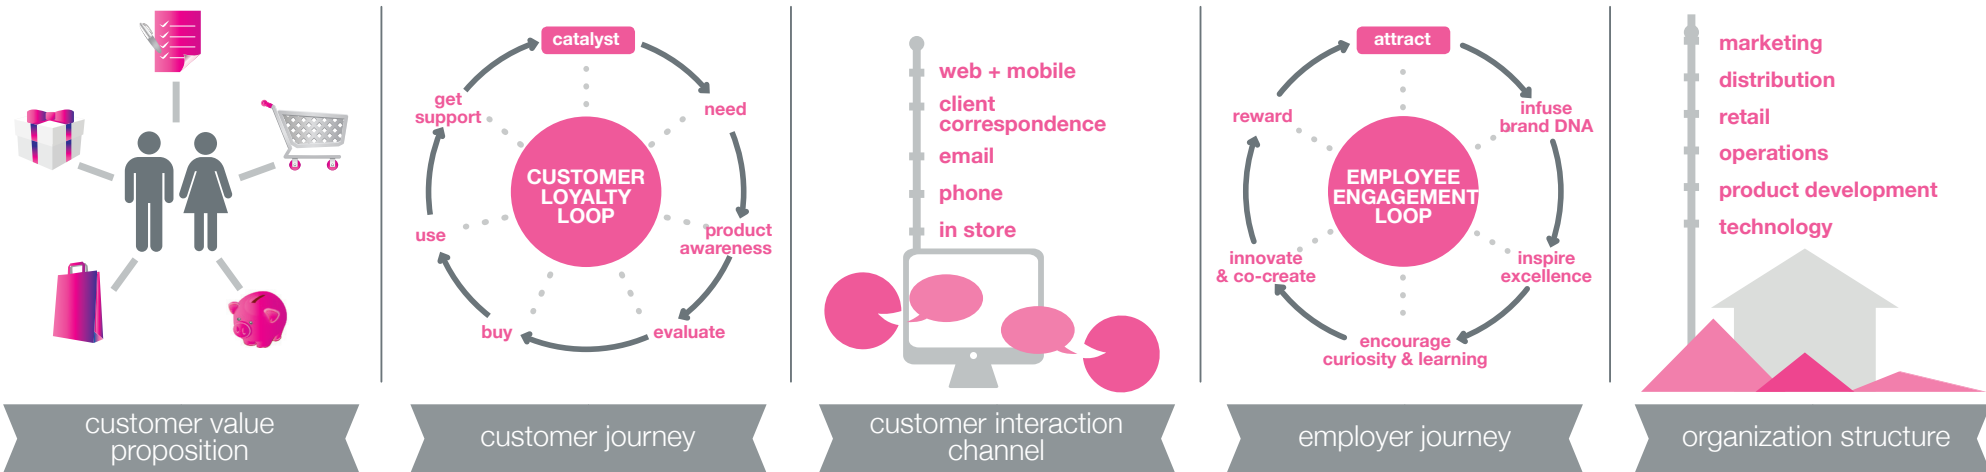 customer value
proposition
catalyst
need
product
awareness
evaluate
buy
use
get
support
CUSTOMER
LOYALTY
LOOP
customer journey
web + mobile
client
correspondence
email
phone
in store
customer interaction
channel
attract
infuse
brand DNA
inspire
excellence
encourage
curiosity & learning
innovate
& co-create
reward
EMPLOYEE
ENGAGEMENT
LOOP
employer journey
marketing
distribution
retail
operations
product development
technology
organization structure